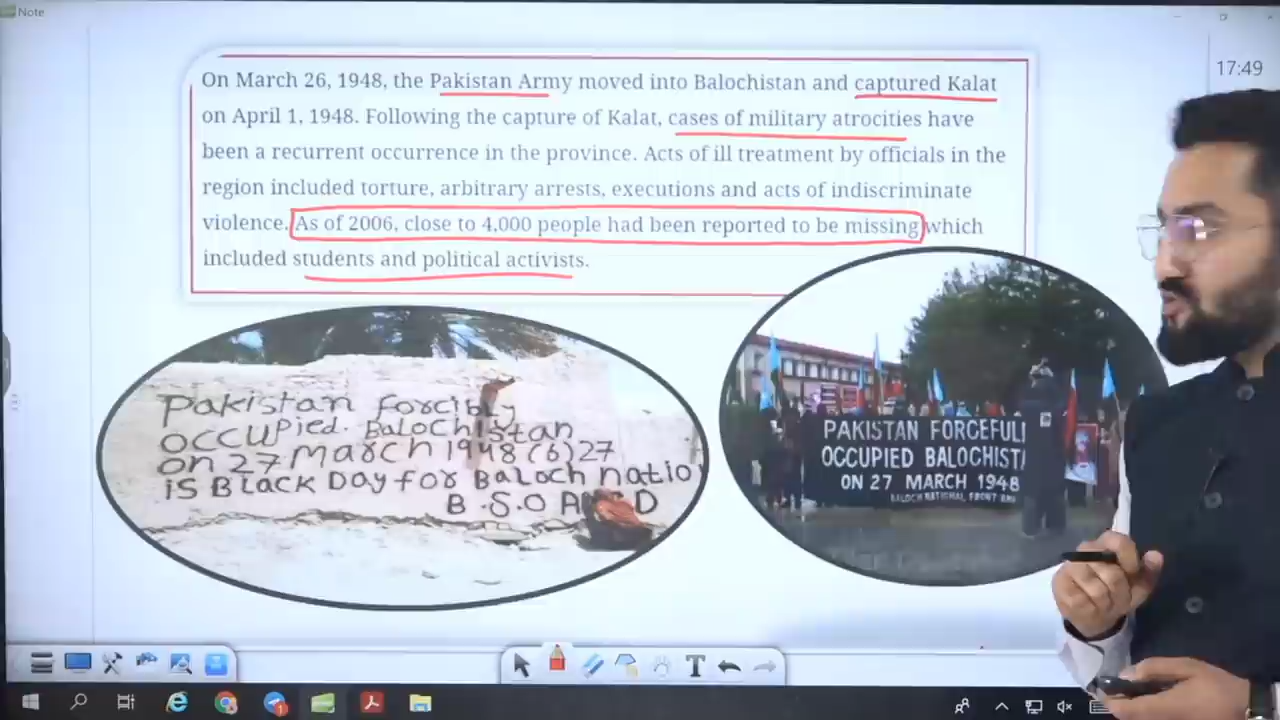 Note
17:49
On March 26, 1948, the Pakistan Army moved into Balochistan and captured Kalat
on April 1, 1948. Following the capture of Kalat, cases of military atrocities have
been a recurrent occurrence in the province. Acts of ill treatment by officials in the
region included torture, arbitrary arrests, executions and acts of indiscriminate
violence. As of 2006, close to 4,000 people had been reported to be missing which
included students and political activists.
Pakistan forcibly
occupied. Balochistan
on 27 March 1948 (6) 27
is Black Day for Baloch natio
B.S.O A D
PAKISTAN FORCEFULL
OCCUPIED BALOCHISTA
ON 27 MARCH 1948
BALOCH NATIONAL FRONT
T